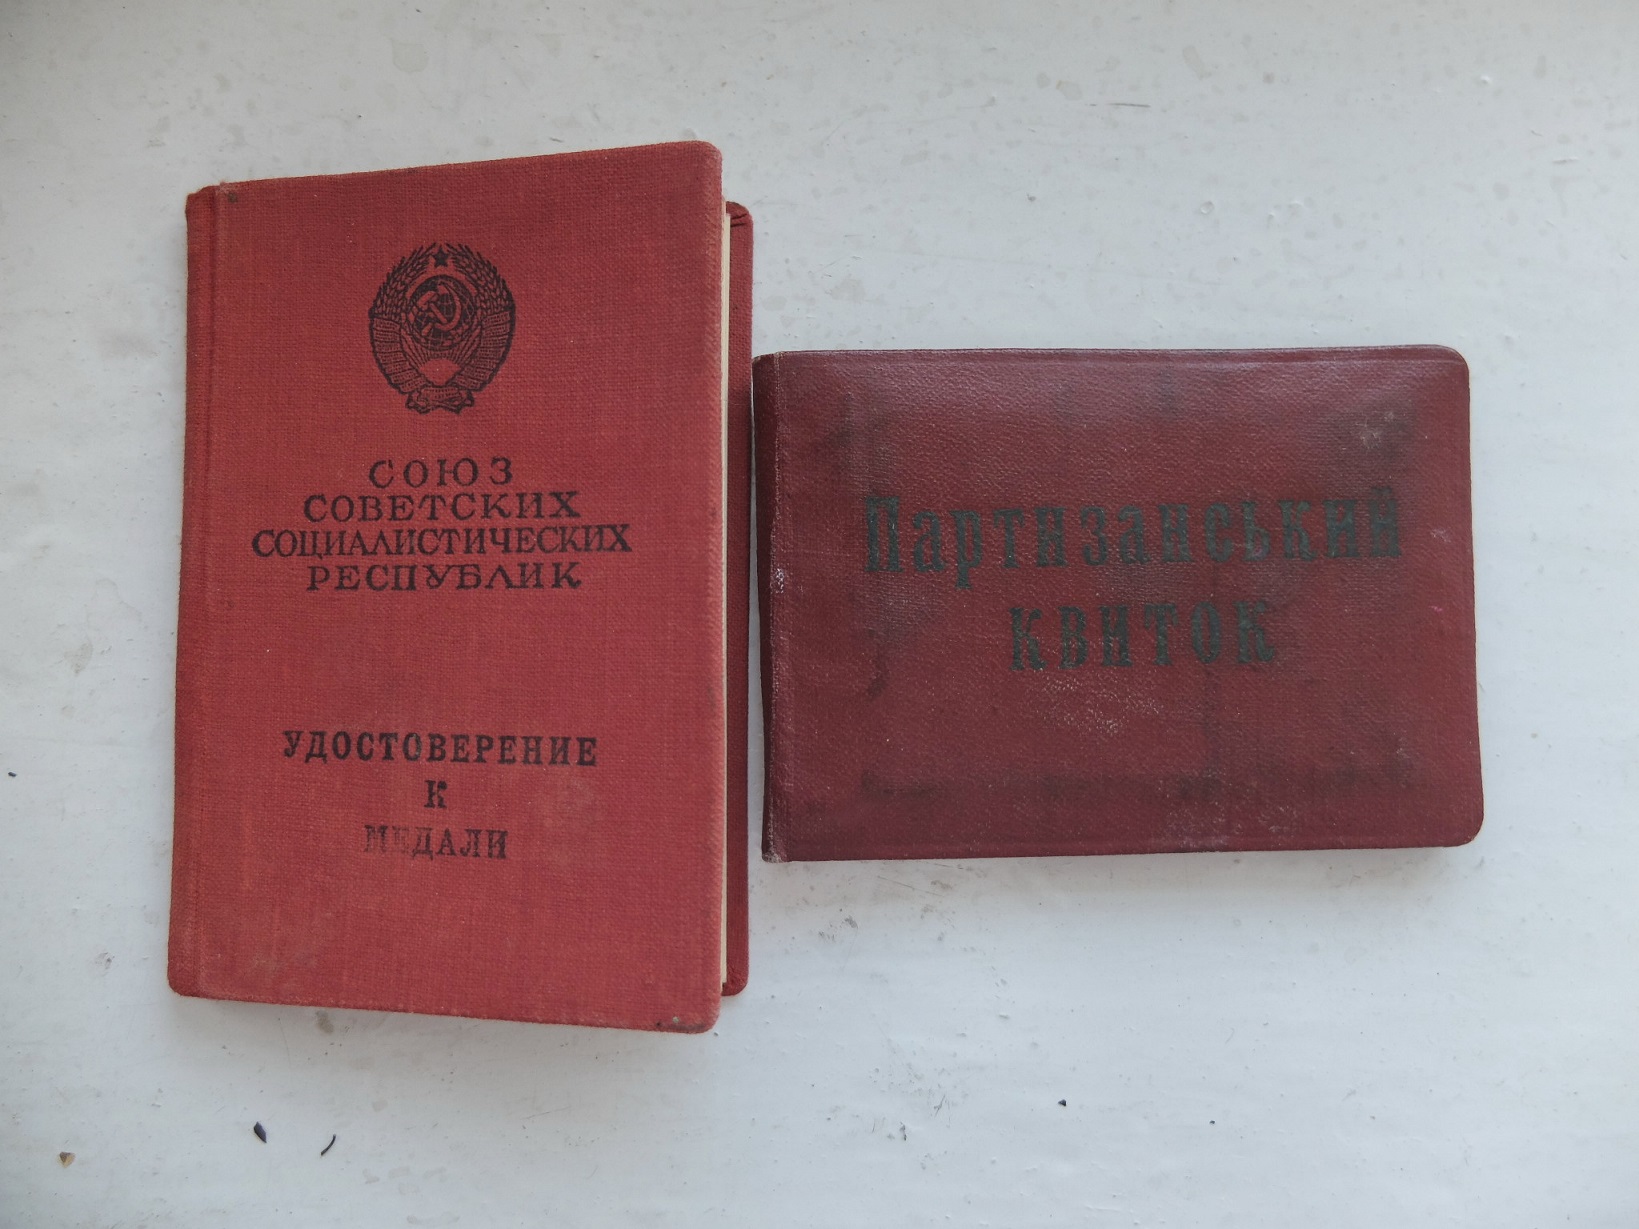 СОЮЗ
СОВЕТСКИХ
СОЦИАЛИСТИЧЕСКИХ
РЕСПУБЛИК
УДОСТОВЕРЕНИЕ
К
МЕДАЛИ
Партизанський
квиток